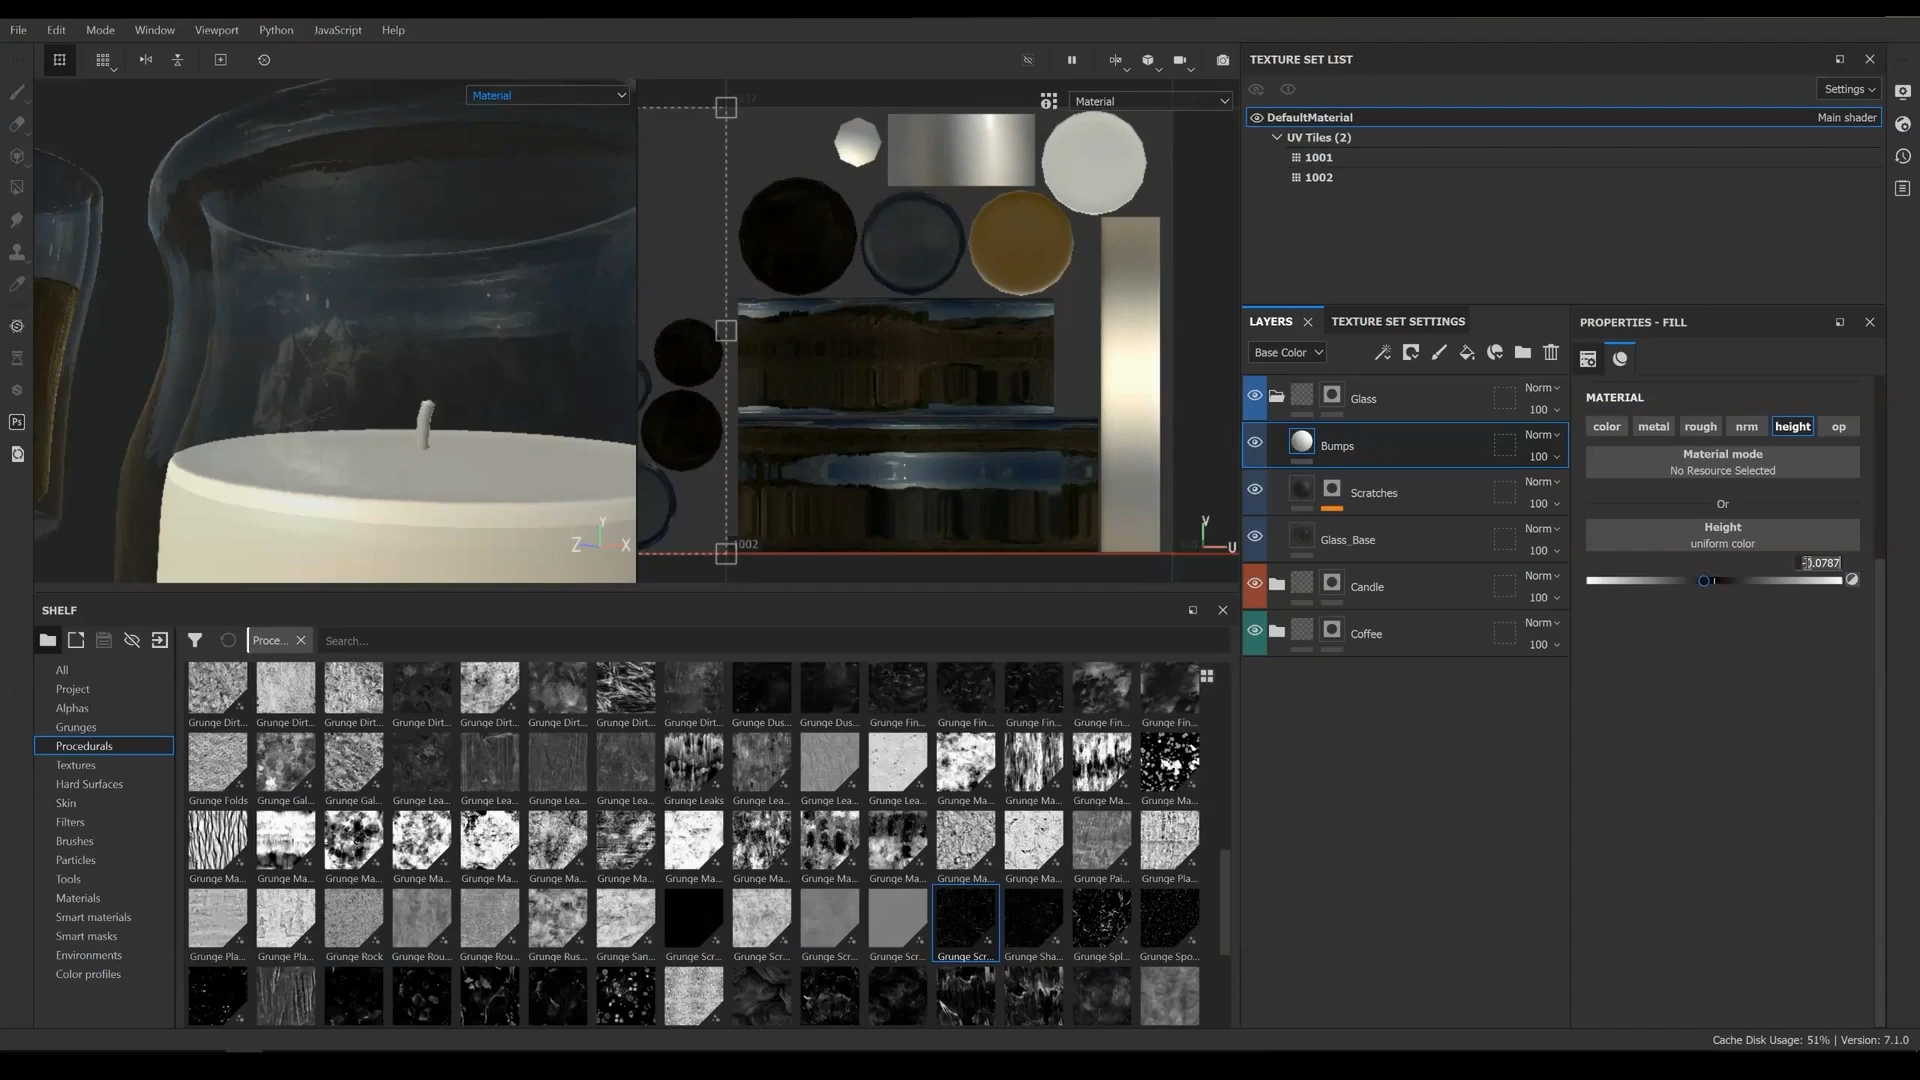 File Edit Mode Window Viewport Python JavaScript Help
Material
Material
Z Y X
1002
V
U
TEXTURE SET LIST
Settings
DefaultMaterial Main shader
UV Tiles (2)
1001
1002
LAYERS TEXTURE SET SETTINGS
Base Color
Glass Norm 100
Bumps Norm 100
Scratches Norm 100
Glass_Base Norm 100
Candle Norm 100
Coffee Norm 100
PROPERTIES - FILL
MATERIAL
color metal rough nrm height op
Material mode
No Resource Selected
Or
Height
uniform color
SHELF
Proce... Search...
All
Project
Alphas
Grunges
Procedurals
Textures
Hard Surfaces
Skin
Filters
Brushes
Particles
Tools
Materials
Smart materials
Smart masks
Environments
Color profiles
Grunge Dirt... Grunge Dirt... Grunge Dirt... Grunge Dirt... Grunge Dirt... Grunge Dirt... Grunge Dirt... Grunge Dirt... Grunge Dus... Grunge Dus... Grunge Fin... Grunge Fin... Grunge Fin... Grunge Fin... Grunge Fin...
Grunge Folds Grunge Gal... Grunge Gal... Grunge Lea... Grunge Lea... Grunge Lea... Grunge Lea... Grunge Leaks Grunge Lea... Grunge Lea... Grunge Lea... Grunge Ma... Grunge Ma... Grunge Ma... Grunge Ma...
Grunge Ma... Grunge Ma... Grunge Ma... Grunge Ma... Grunge Ma... Grunge Ma... Grunge Ma... Grunge Ma... Grunge Ma... Grunge Ma... Grunge Ma... Grunge Ma... Grunge Ma... Grunge Pai... Grunge Pla...
Grunge Pla... Grunge Pla... Grunge Rock Grunge Rou... Grunge Rou... Grunge Rus... Grunge San... Grunge Scr... Grunge Scr... Grunge Scr... Grunge Scr... Grunge Scr... Grunge Sha... Grunge Spl... Grunge Spo...
Cache Disk Usage: 51% | Version: 7.1.0